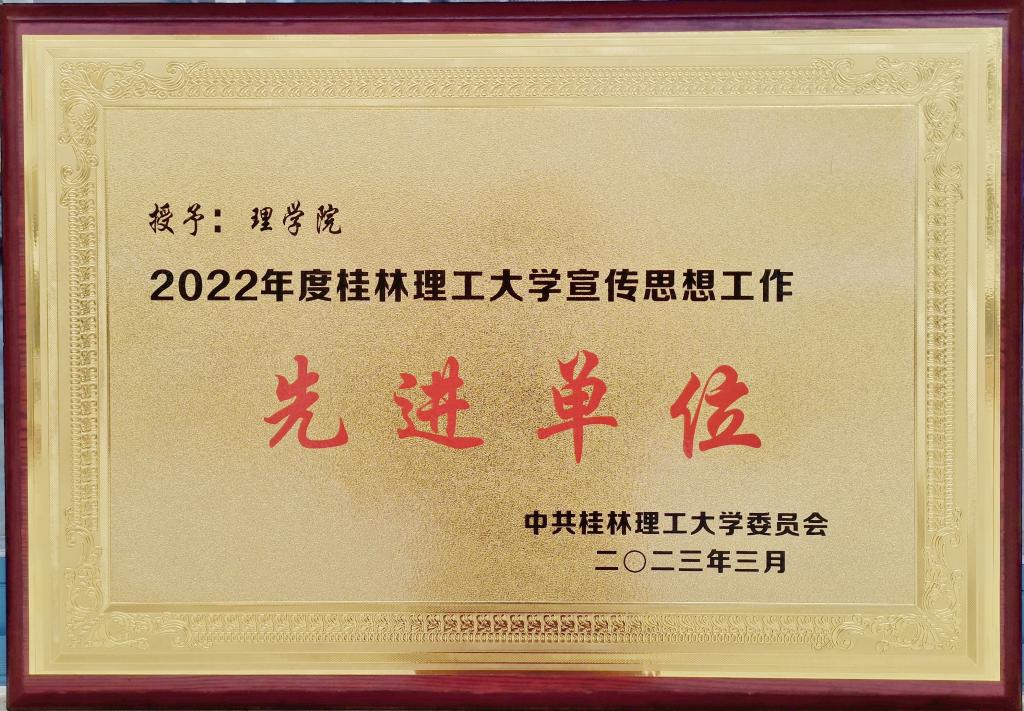 授予：理学院
2022年度桂林理工大学宣传思想工作
先进单位
中共桂林理工大学委员会
二〇二三年三月